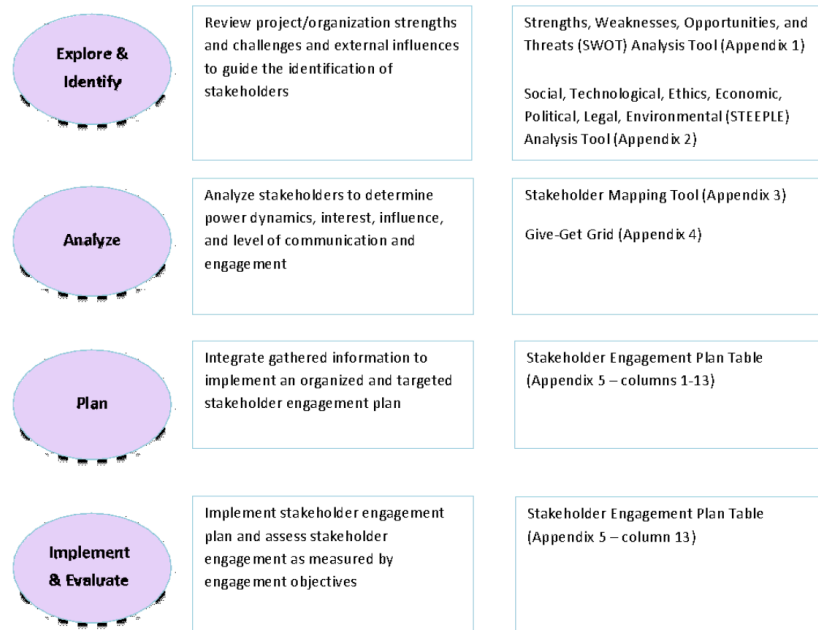 Explore &
Identify
Review project/organization strengths
and challenges and external influences
to guide the identification of
stakeholders
Strengths, Weaknesses, Opportunities, and
Threats (SWOT) Analysis Tool (Appendix 1)
Social, Technological, Ethics, Economic,
Political, Legal, Environmental (STEEPLE)
Analysis Tool (Appendix 2)
Analyze
Analyze stakeholders to determine
power dynamics, interest, influence,
and level of communication and
engagement
Stakeholder Mapping Tool (Appendix 3)
Give-Get Grid (Appendix 4)
Plan
Integrate gathered information to
implement an organized and targeted
stakeholder engagement plan
Stakeholder Engagement Plan Table
(Appendix 5 – columns 1-13)
Implement
& Evaluate
Implement stakeholder engagement
plan and assess stakeholder
engagement as measured by
engagement objectives
Stakeholder Engagement Plan Table
(Appendix 5 – column 13)